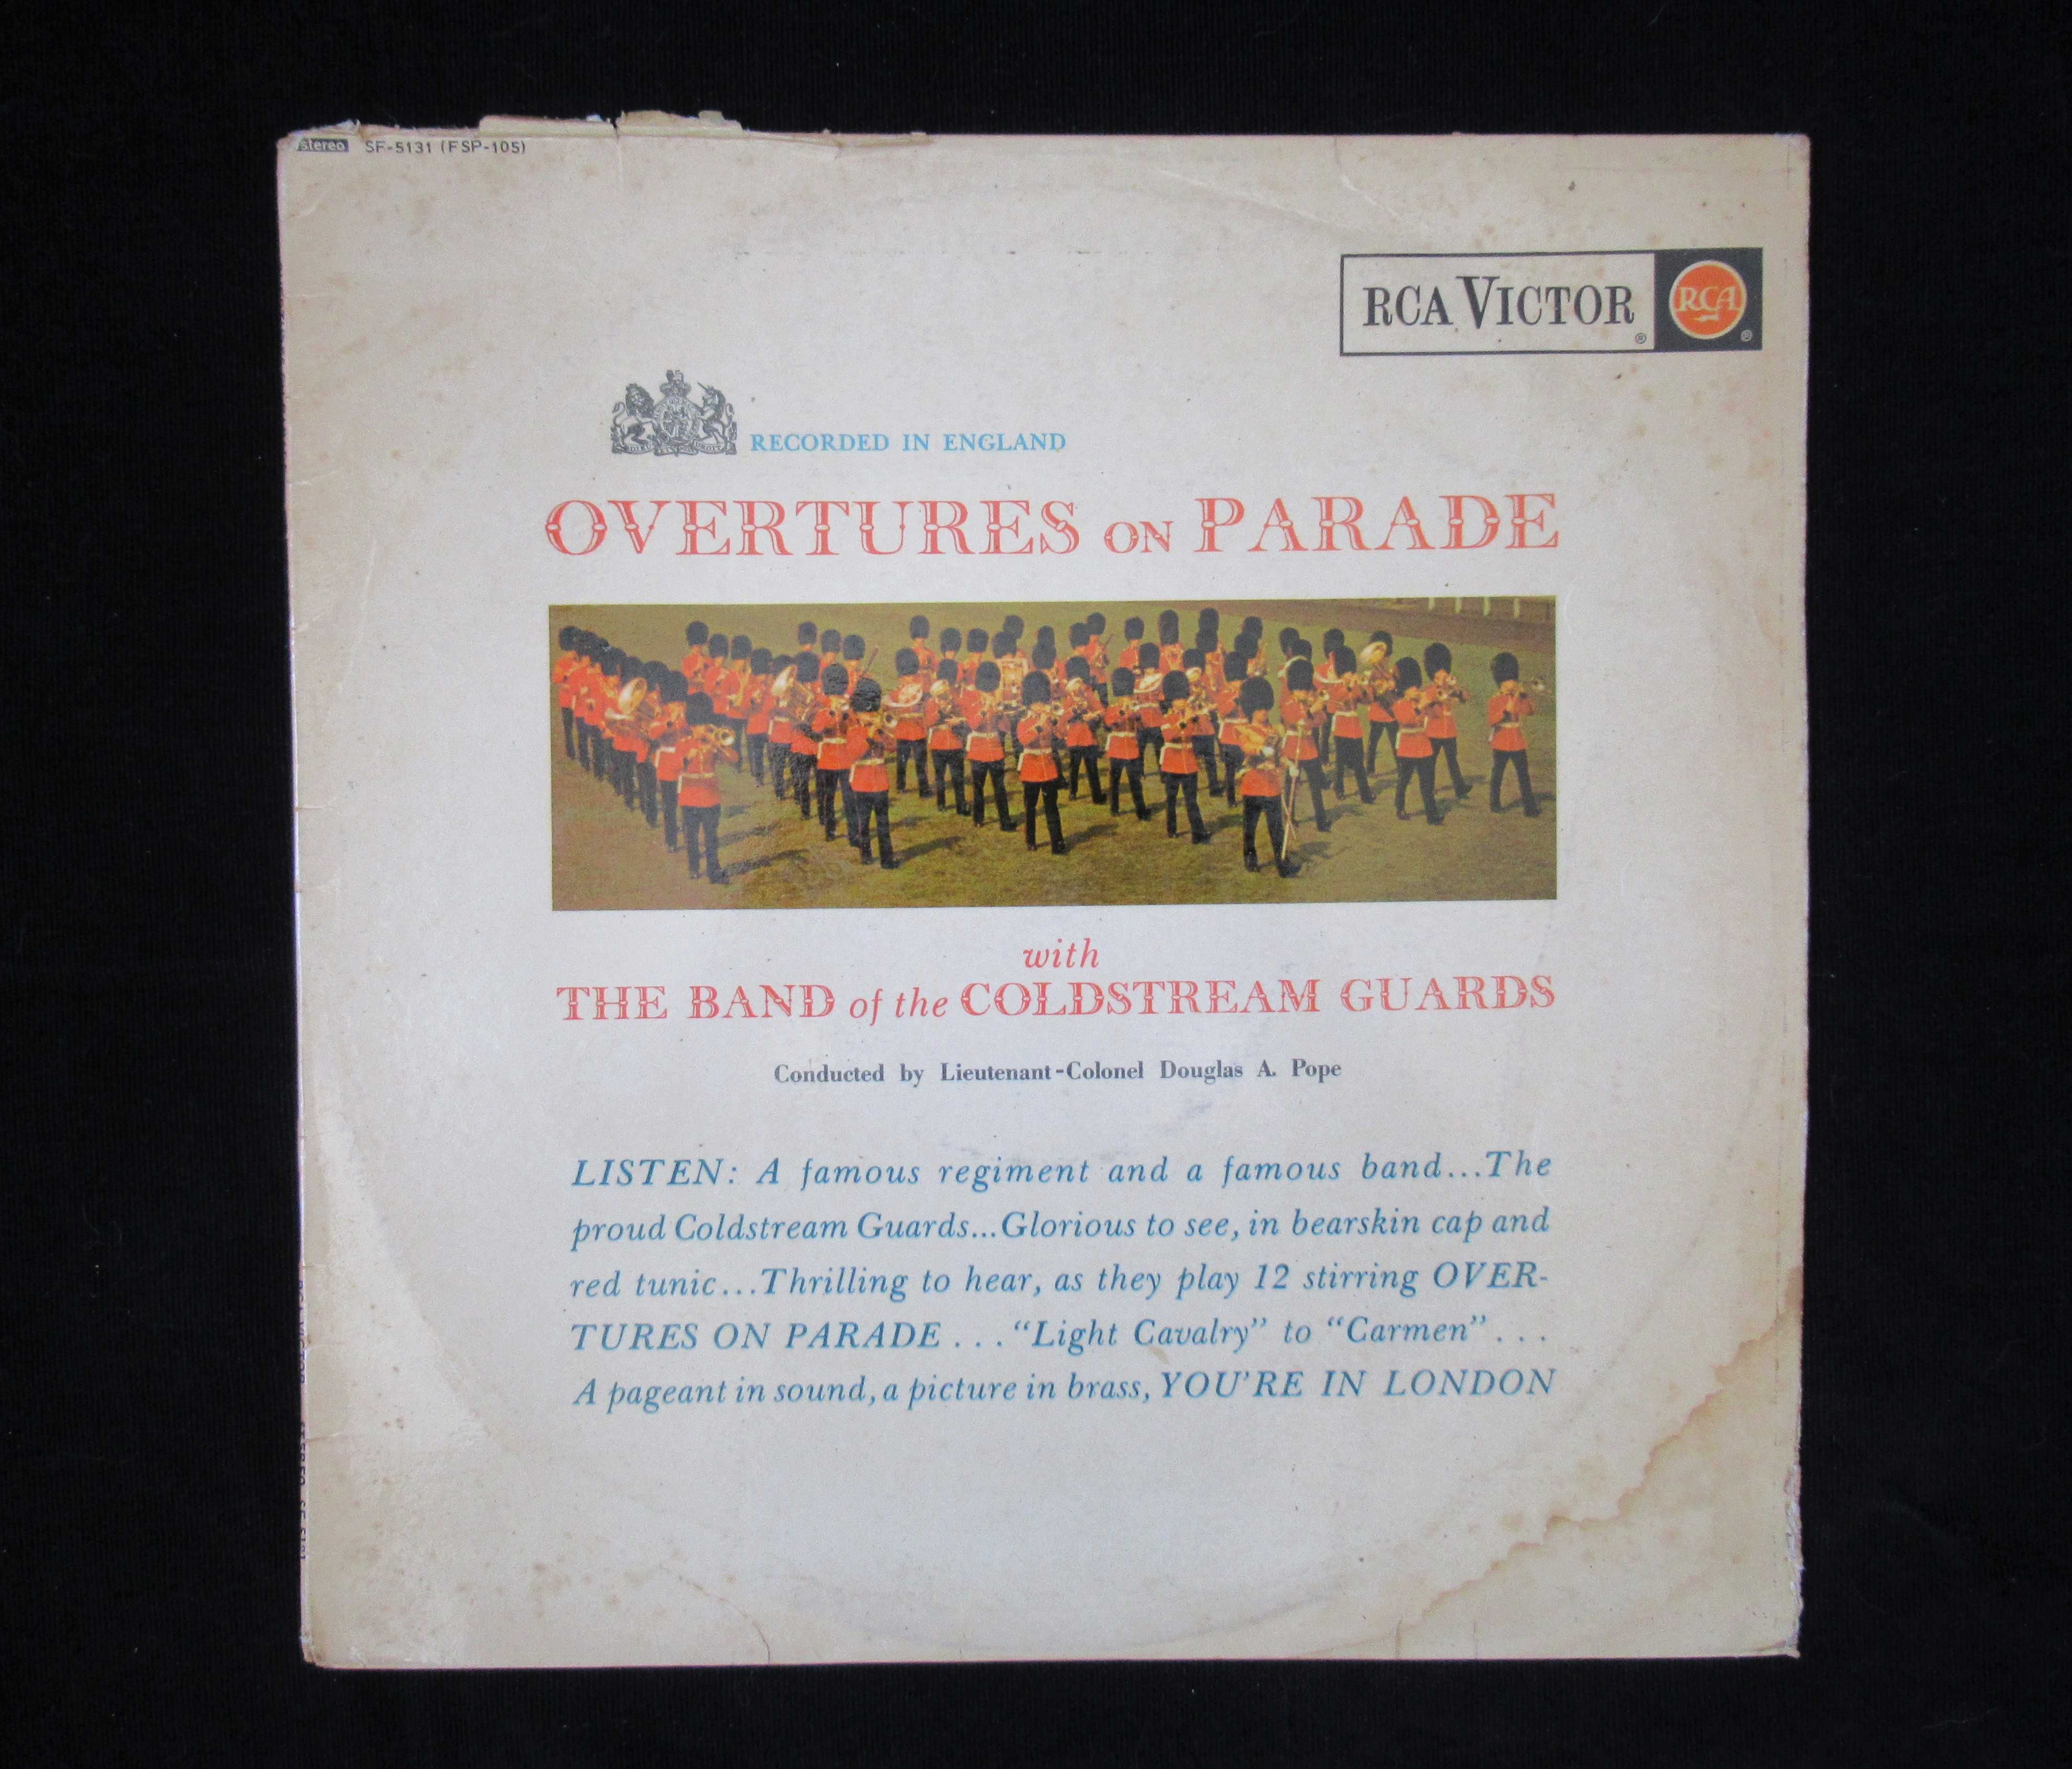 stereo SF-5131 (FSP-105)
RCA VICTOR ® RCA ®
RECORDED IN ENGLAND
OVERTURES ON PARADE
with
THE BAND of the COLDSTREAM GUARDS
Conducted by Lieutenant-Colonel Douglas A. Pope
LISTEN: A famous regiment and a famous band...The
proud Coldstream Guards...Glorious to see, in bearskin cap and
red tunic...Thrilling to hear, as they play 12 stirring OVER-
TURES ON PARADE ... "Light Cavalry" to "Carmen" ...
A pageant in sound, a picture in brass, YOU'RE IN LONDON